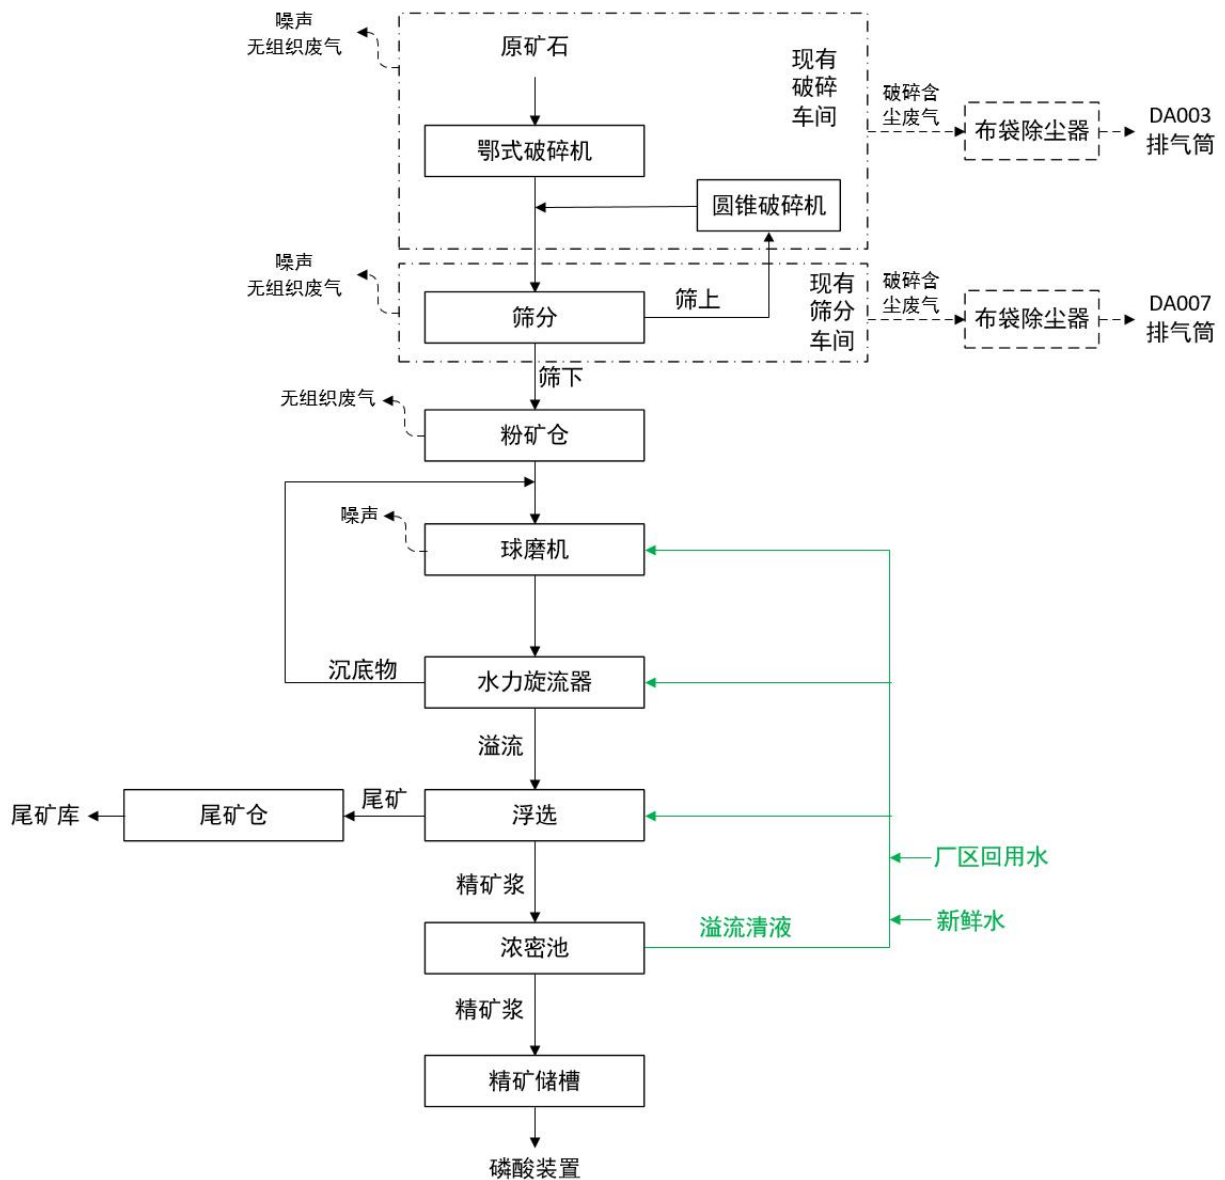 噪声
无组织废气
原矿石
现有
破碎
车间
破碎含
尘废气
布袋除尘器
DA003
排气筒
鄂式破碎机
圆锥破碎机
噪声
无组织废气
筛分
筛上
现有
筛分
车间
破碎含
尘废气
布袋除尘器
DA007
排气筒
筛下
无组织废气
粉矿仓
噪声
球磨机
沉底物
水力旋流器
溢流
尾矿库
尾矿仓
尾矿
浮选
厂区回用水
精矿浆
新鲜水
溢流清液
浓密池
精矿浆
精矿储槽
磷酸装置